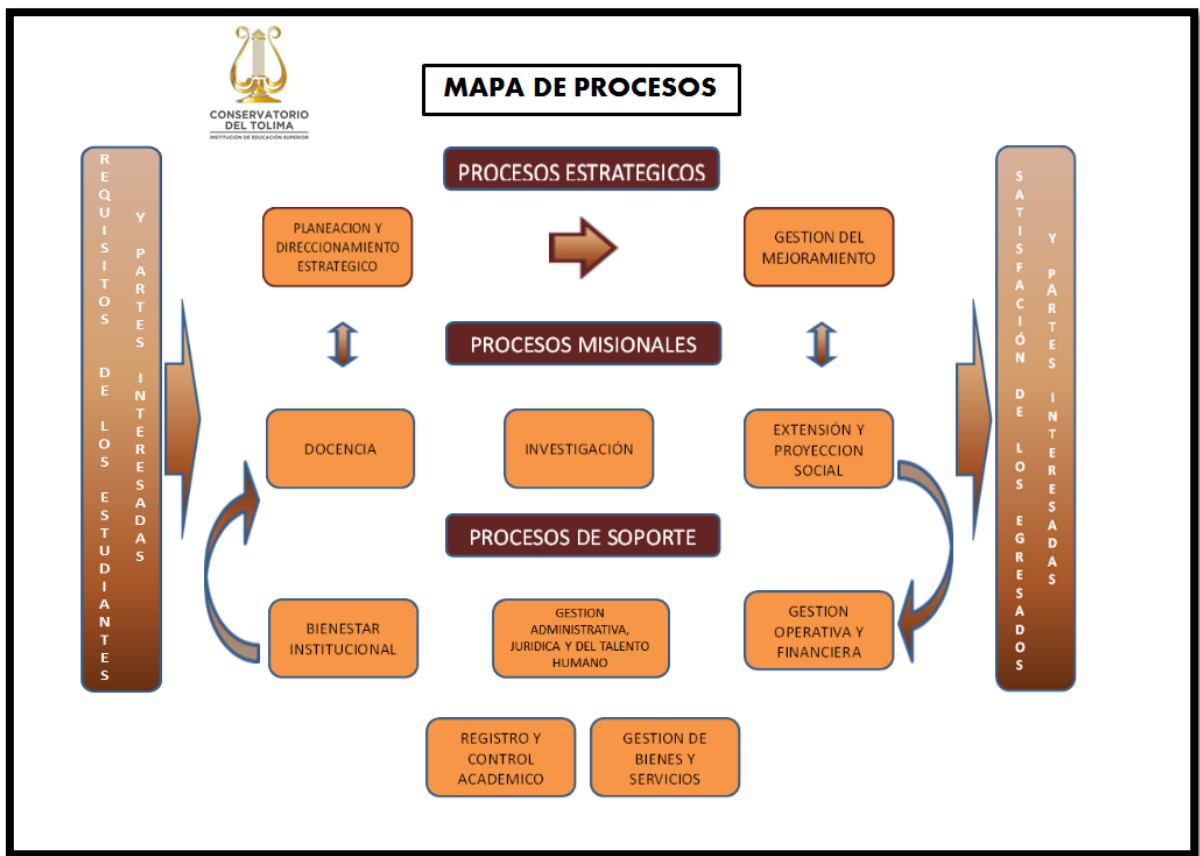 CONSERVATORIO
DEL TOLIMA
INSTITUCIÓN DE EDUCACIÓN SUPERIOR
MAPA DE PROCESOS
REQUISITOS DE LOS ESTUDIANTES
Y PARTES INTERESADAS
PROCESOS ESTRATEGICOS
PLANEACION Y
DIRECCIONAMIENTO
ESTRATEGICO
GESTION DEL
MEJORAMIENTO
PROCESOS MISIONALES
DOCENCIA
INVESTIGACIÓN
EXTENSIÓN Y
PROYECCION
SOCIAL
PROCESOS DE SOPORTE
BIENESTAR
INSTITUCIONAL
GESTION
ADMINISTRATIVA,
JURIDICA Y DEL TALENTO
HUMANO
GESTION
OPERATIVA Y
FINANCIERA
REGISTRO Y
CONTROL
ACADEMICO
GESTION DE
BIENES Y
SERVICIOS
SATISFACIÓN DE LOS EGRESADOS
Y PARTES INTERESADAS